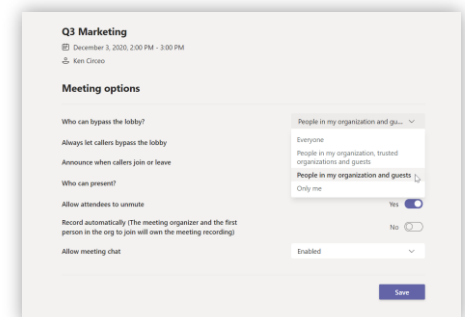 Q3 Marketing
December 3, 2020, 2:00 PM - 3:00 PM
Ken Circeo
Meeting options
Who can bypass the lobby?
People in my organization and gu...
Always let callers bypass the lobby
Everyone
People in my organization, trusted
organizations and guests
Announce when callers join or leave
People in my organization and guests
Who can present?
Only me
Allow attendees to unmute
Yes
Record automatically (The meeting organizer and the first
person in the org to join will own the meeting recording)
No
Allow meeting chat
Enabled
Save